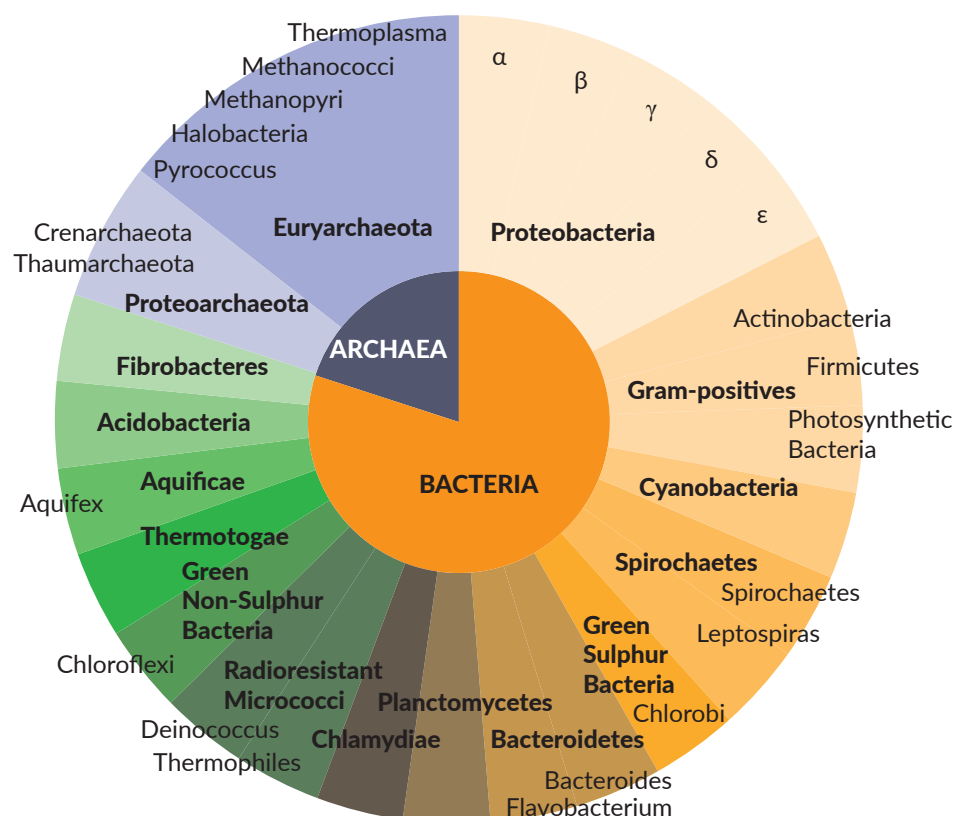 Thermoplasma
Methanococci
Methanopyri
Halobacteria
Pyrococcus
Euryarchaeota
Crenarchaeota
Thaumarchaeota
Proteoarchaeota
ARCHAEA
α
β
γ
δ
ε
Proteobacteria
Actinobacteria
Firmicutes
Gram-positives
Photosynthetic
Bacteria
Cyanobacteria
BACTERIA
Spirochaetes
Spirochaetes
Leptospiras
Green
Sulphur
Bacteria
Chlorobi
Bacteroidetes
Bacteroides
Flavobacterium
Planctomycetes
Chlamydiae
Radioresistant
Micrococci
Deinococcus
Thermophiles
Green
Non-Sulphur
Bacteria
Chloroflexi
Thermotogae
Aquificae
Aquifex
Acidobacteria
Fibrobacteres